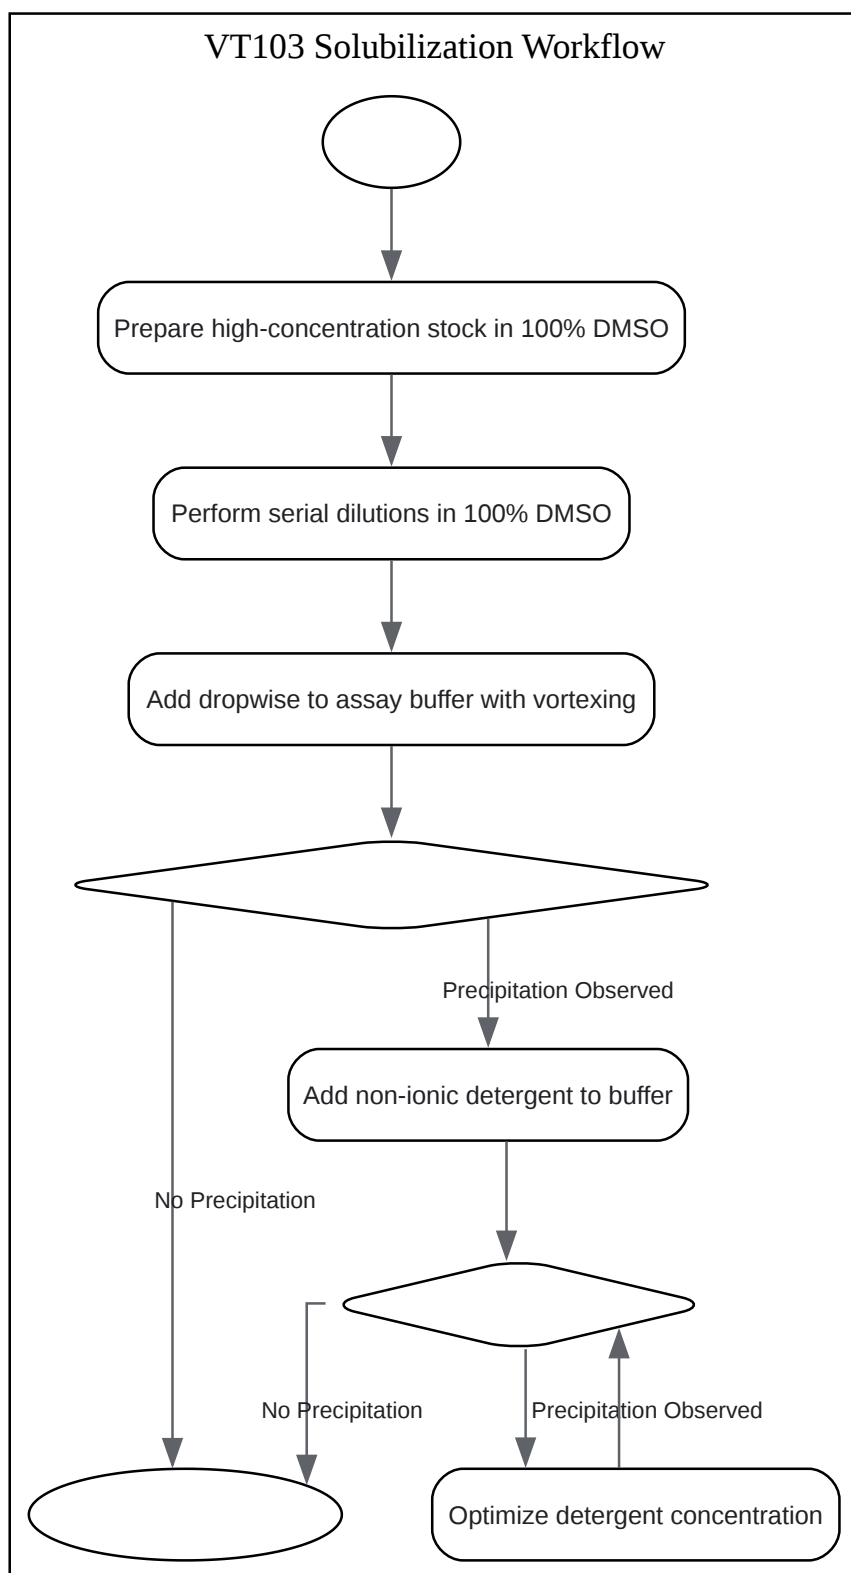 VT103 Solubilization Workflow
Prepare high-concentration stock in 100% DMSO
Perform serial dilutions in 100% DMSO
Add dropwise to assay buffer with vortexing
Precipitation Observed
Add non-ionic detergent to buffer
No Precipitation
No Precipitation
Precipitation Observed
Optimize detergent concentration